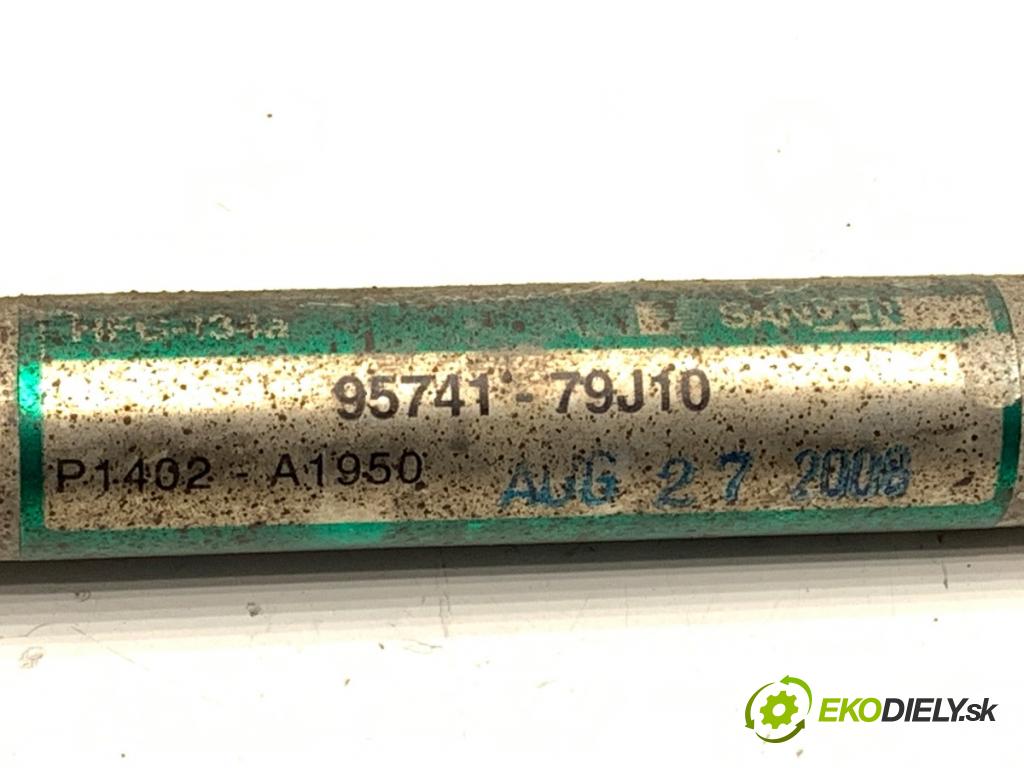 HFC-134a
SANDEN
95741 - 79J10
P1402 - A1950
AUG 27 2008
EKODIELY.sk